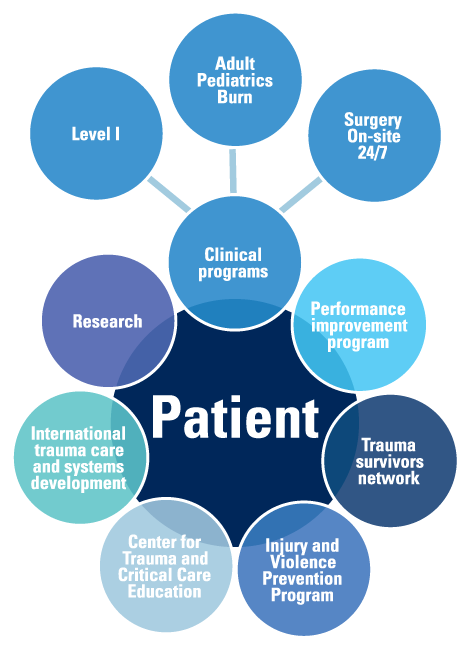 Adult
Pediatrics
Burn
Level I
Surgery
On-site
24/7
Clinical
programs
Research
Performance
improvement
program
Patient
International
trauma care
and systems
development
Trauma
survivors
network
Center for
Trauma and
Critical Care
Education
Injury and
Violence
Prevention
Program